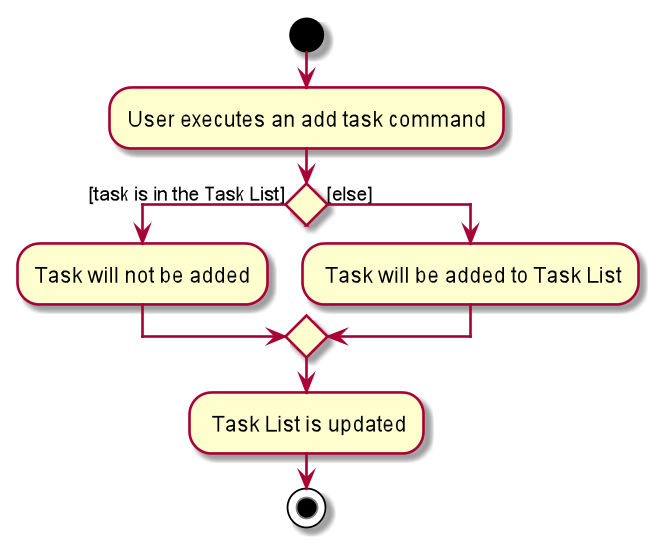 User executes an add task command
[task is in the Task List]
[else]
Task will not be added
Task will be added to Task List
Task List is updated